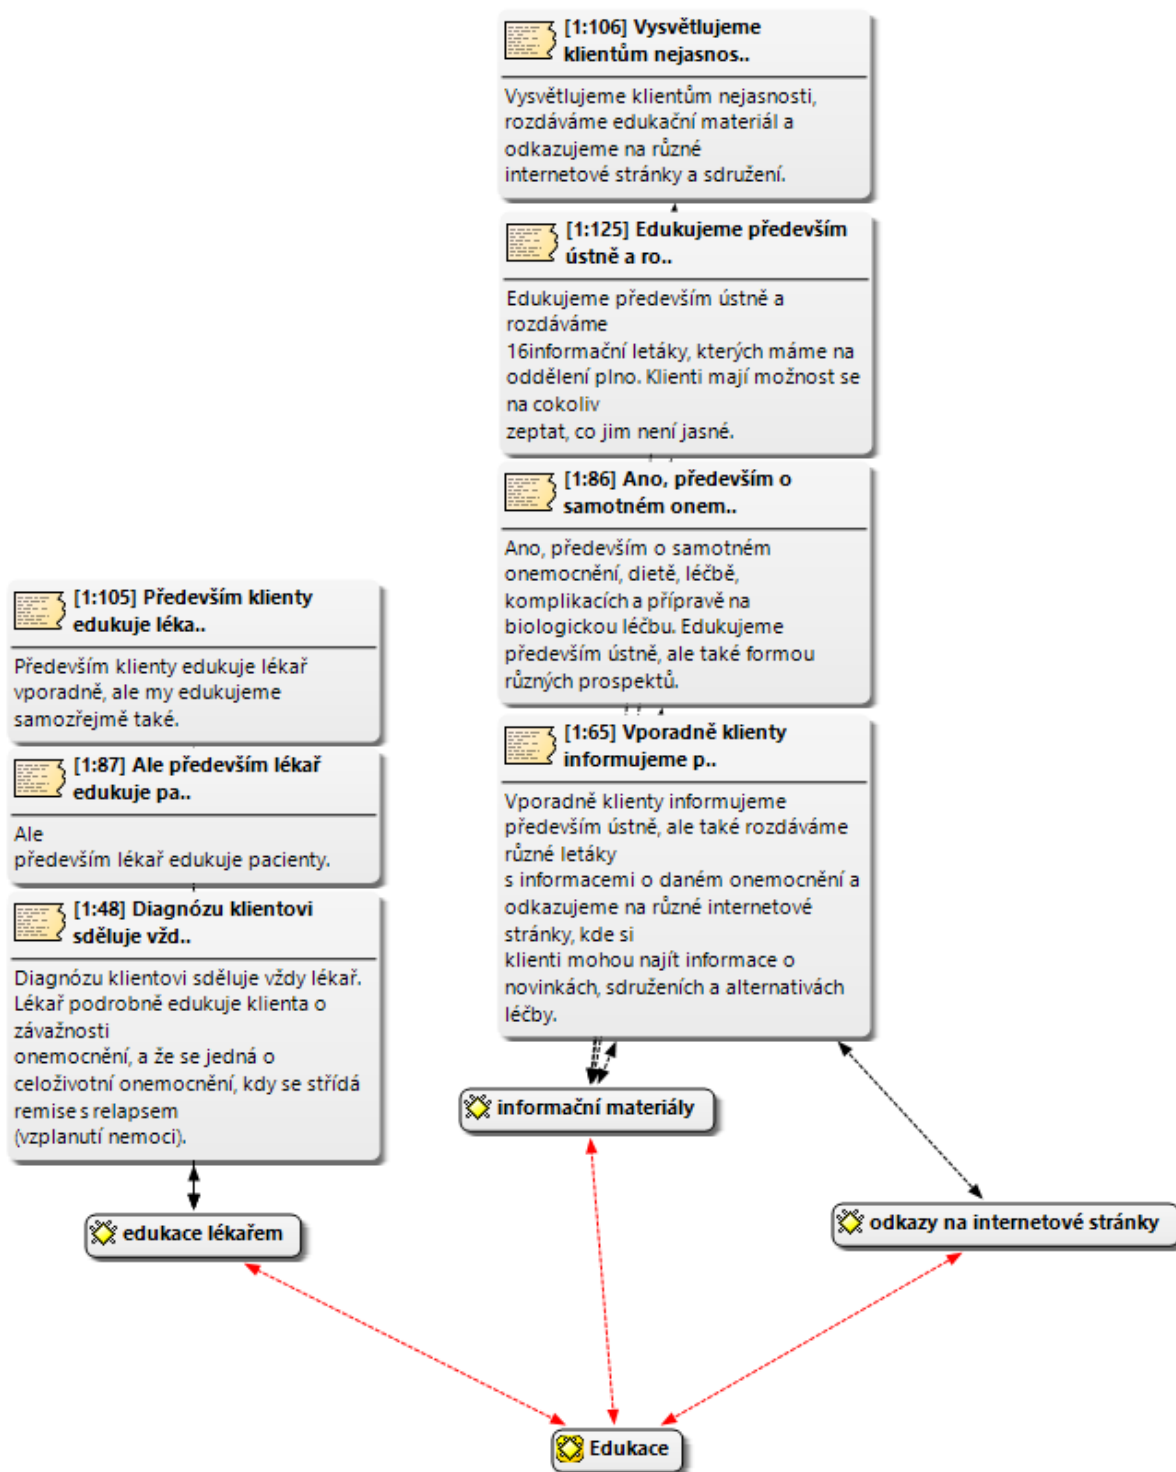 [1:106] Vysvětlujeme
klientům nejasnos..
Vysvětlujeme klientům nejasnosti,
rozdáváme edukační materiál a
odkazujeme na různé
internetové stránky a sdružení.
[1:125] Edukujeme především
ústně a ro..
Edukujeme především ústně a
rozdáváme
16informační letáky, kterých máme na
oddělení plno. Klienti mají možnost se
na cokoliv
zeptat, co jim není jasné.
[1:86] Ano, především o
samotném onem..
Ano, především o samotném
onemocnění, dietě, léčbě,
komplikacích a přípravě na
biologickou léčbu. Edukujeme
především ústně, ale také formou
různých prospektů.
[1:105] Především klienty
edukuje léka..
Především klienty edukuje lékař
vporadně, ale my edukujeme
samozřejmě také.
[1:87] Ale především lékař
edukuje pa..
Ale
především lékař edukuje pacienty.
[1:48] Diagnózu klientovi
sděluje vžd..
Diagnózu klientovi sděluje vždy lékař.
Lékař podrobně edukuje klienta o
závažnosti
onemocnění, a že se jedná o
celoživotní onemocnění, kdy se střídá
remise s relapsem
(vzplanutí nemoci).
[1:65] Vporadně klienty
informujeme p..
Vporadně klienty informujeme
především ústně, ale také rozdáváme
různé letáky
s informacemi o daném onemocnění a
odkazujeme na různé internetové
stránky, kde si
klienti mohou najít informace o
novinkách, sdruženích a alternativách
léčby.
informační materiály
edukace lékařem
odkazy na internetové stránky
Edukace